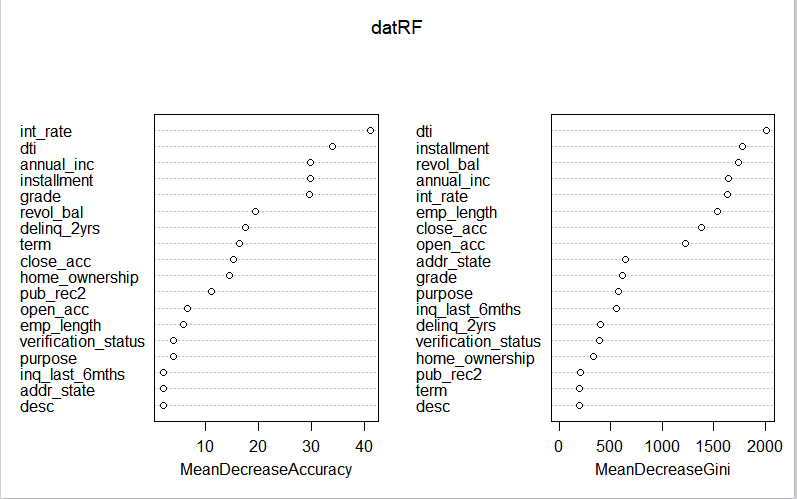 datRF
int_rate
dti
annual_inc
installment
grade
revol_bal
delinq_2yrs
term
close_acc
home_ownership
pub_rec2
open_acc
emp_length
verification_status
purpose
inq_last_6mths
addr_state
desc
10 20 30 40
MeanDecreaseAccuracy
dti
installment
revol_bal
annual_inc
int_rate
emp_length
close_acc
open_acc
addr_state
grade
purpose
inq_last_6mths
delinq_2yrs
verification_status
home_ownership
pub_rec2
term
desc
0 500 1000 1500 2000
MeanDecreaseGini